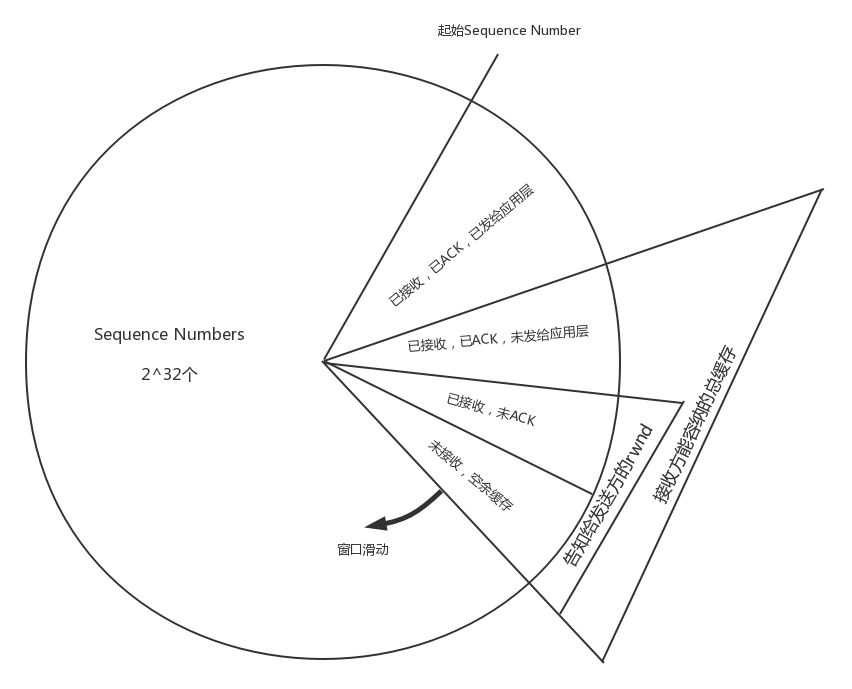 起始Sequence Number
已接收，已ACK，已发给应用层
Sequence Numbers
2^32个
已接收，已ACK，未发给应用层
已接收，未ACK
未接收，空余缓存
告知给发送方的rwnd
接收方能容纳的总缓存
窗口滑动